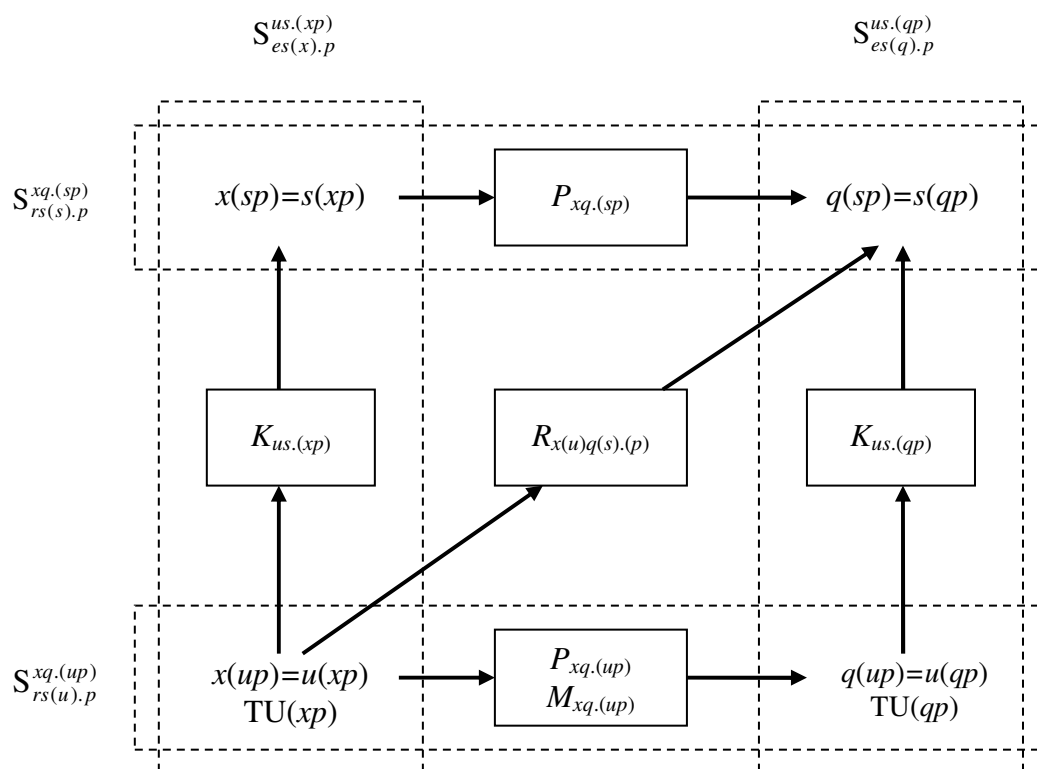 S^{us.(xp)}_{es(x).p} S^{us.(qp)}_{es(q).p}
S^{xq.(sp)}_{rs(s).p} x(sp)=s(xp) P_{xq.(sp)} q(sp)=s(qp)
K_{us.(xp)} R_{x(u)q(s).(p)} K_{us.(qp)}
S^{xq.(up)}_{rs(u).p} x(up)=u(xp) P_{xq.(up)} q(up)=u(qp)
TU(xp) M_{xq.(up)} TU(qp)